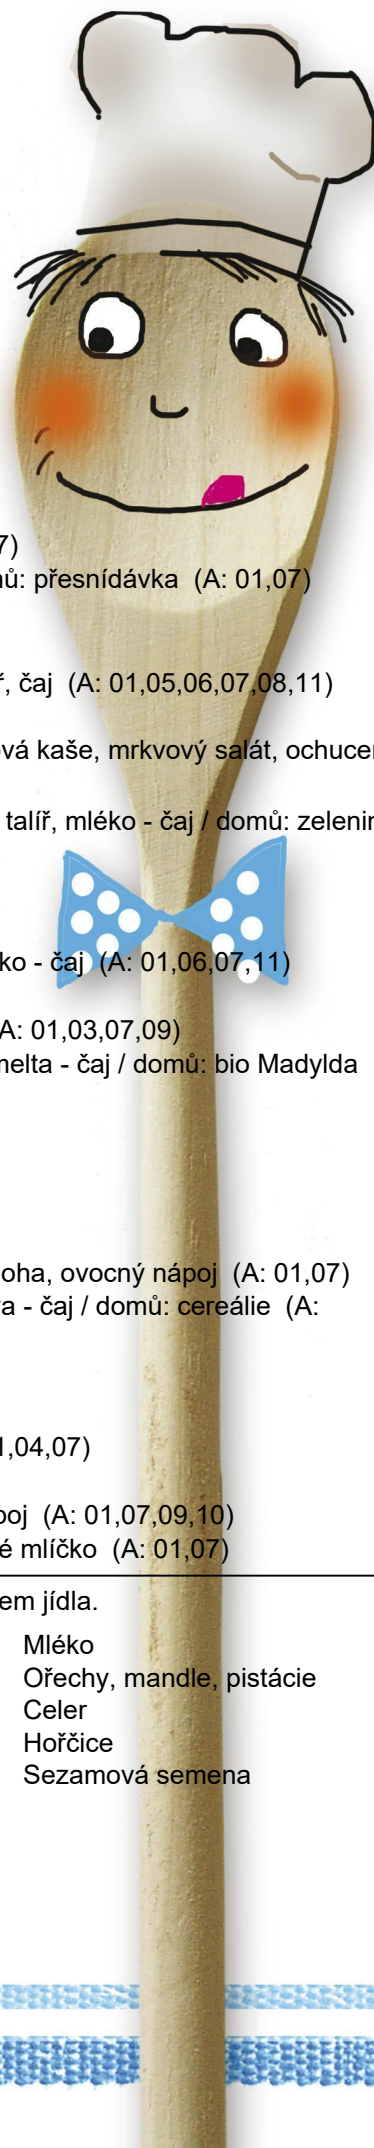 7)
ů: přesnídávka (A: 01,07)
, čaj (A: 01,05,06,07,08,11)
vá kaše, mrkvový salát, ochucen
talíř, mléko - čaj / domů: zelenin
ko - čaj (A: 01,06,07,11)
A: 01,03,07,09)
melta - čaj / domů: bio Madylda
oha, ovocný nápoj (A: 01,07)
a - čaj / domů: cereálie (A:
1,04,07)
poj (A: 01,07,09,10)
é mlíčko (A: 01,07)
em jídla.
Mléko
Ořechy, mandle, pistácie
Celer
Hořčice
Sezamová semena